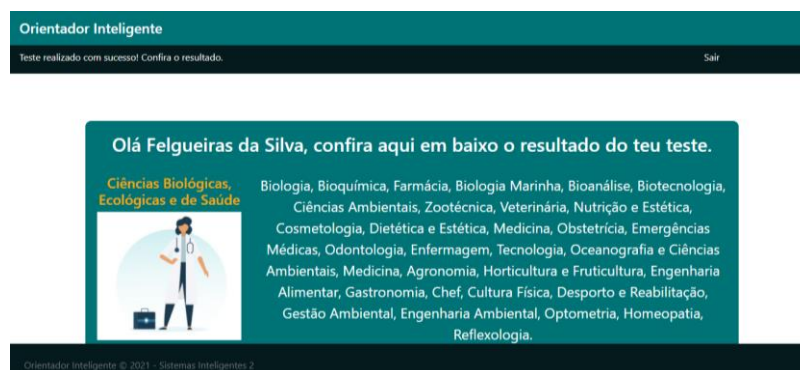 Orientador Inteligente
Teste realizado com sucesso! Confira o resultado.
Sair
Olá Felgueiras da Silva, confira aqui em baixo o resultado do teu teste.
Ciências Biológicas,
Ecológicas e de Saúde
Biologia, Bioquímica, Farmácia, Biologia Marinha, Bioanálise, Biotecnologia,
Ciências Ambientais, Zootécnica, Veterinária, Nutrição e Estética,
Cosmetologia, Dietética e Estética, Medicina, Obstetrícia, Emergências
Médicas, Odontologia, Enfermagem, Tecnologia, Oceanografia e Ciências
Ambientais, Medicina, Agronomia, Horticultura e Fruticultura, Engenharia
Alimentar, Gastronomia, Chef, Cultura Física, Desporto e Reabilitação,
Gestão Ambiental, Engenharia Ambiental, Optometria, Homeopatia,
Reflexologia.
Orientador Inteligente © 2021 - Sistemas Inteligentes 2